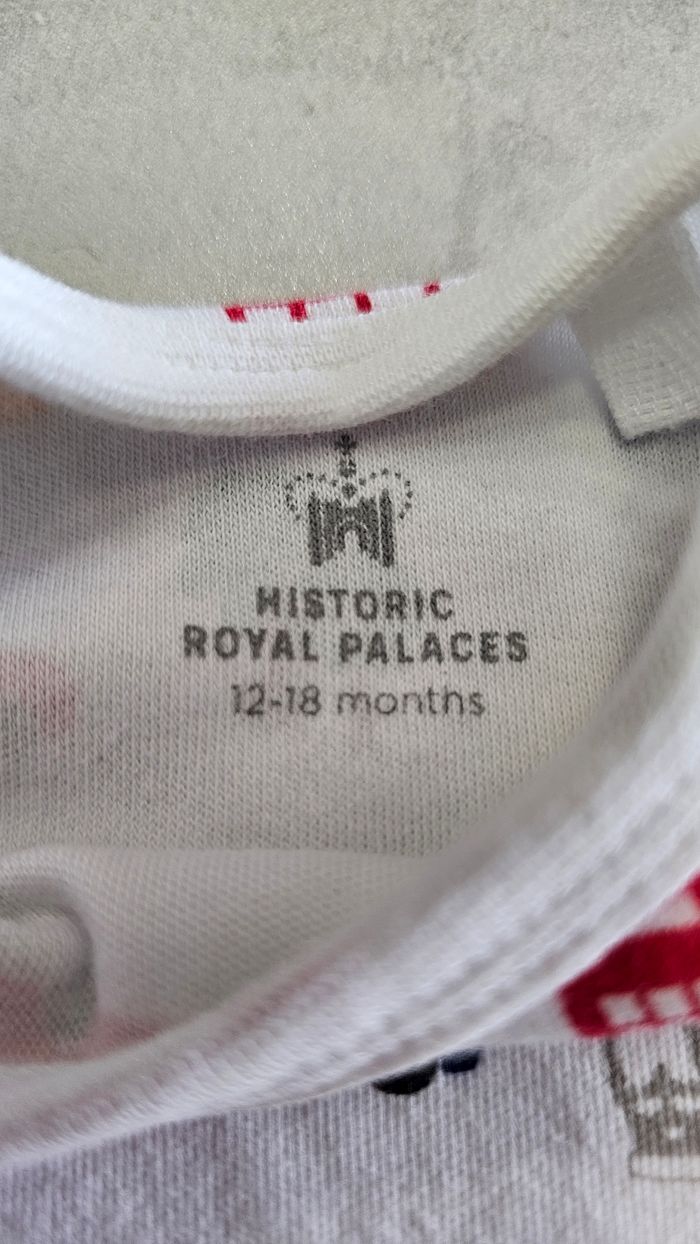 HISTORIC
ROYAL PALACES
12-18 months